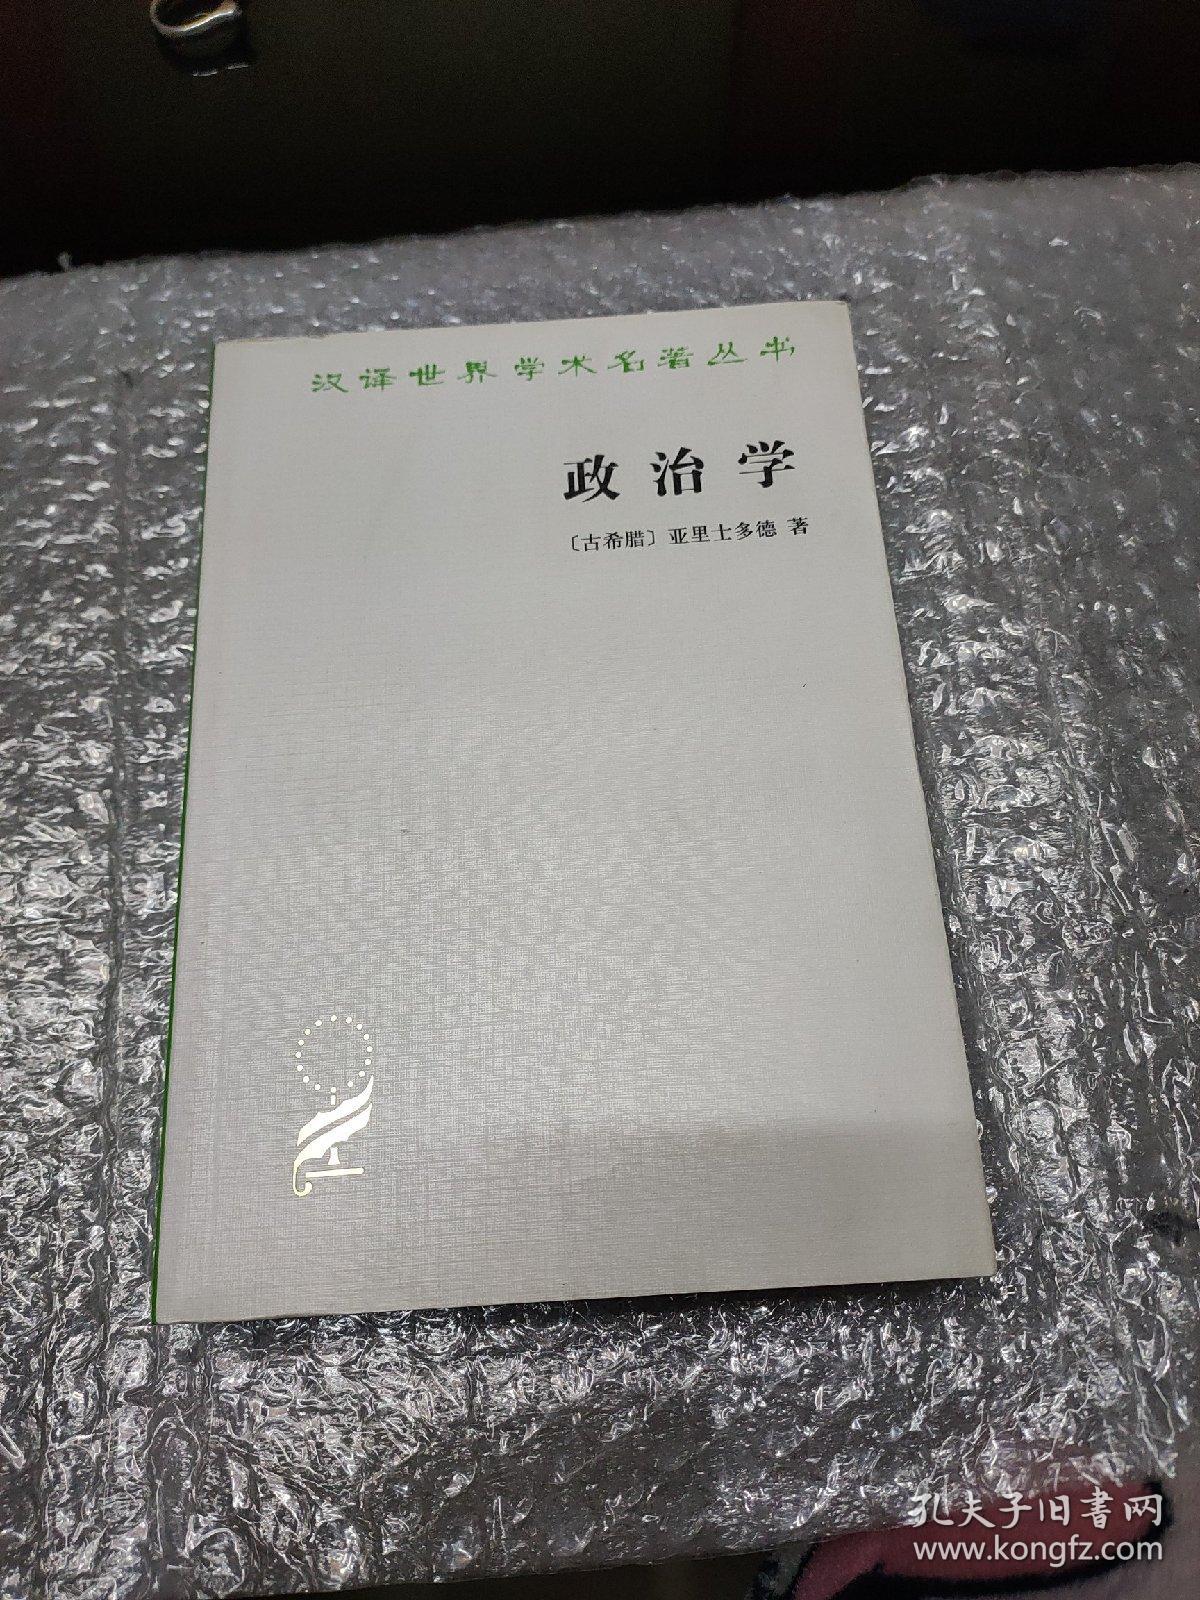 汉译世界学术名著丛书
政治学
〔古希腊〕亚里士多德 著
孔夫子旧書网
www.kongfz.com